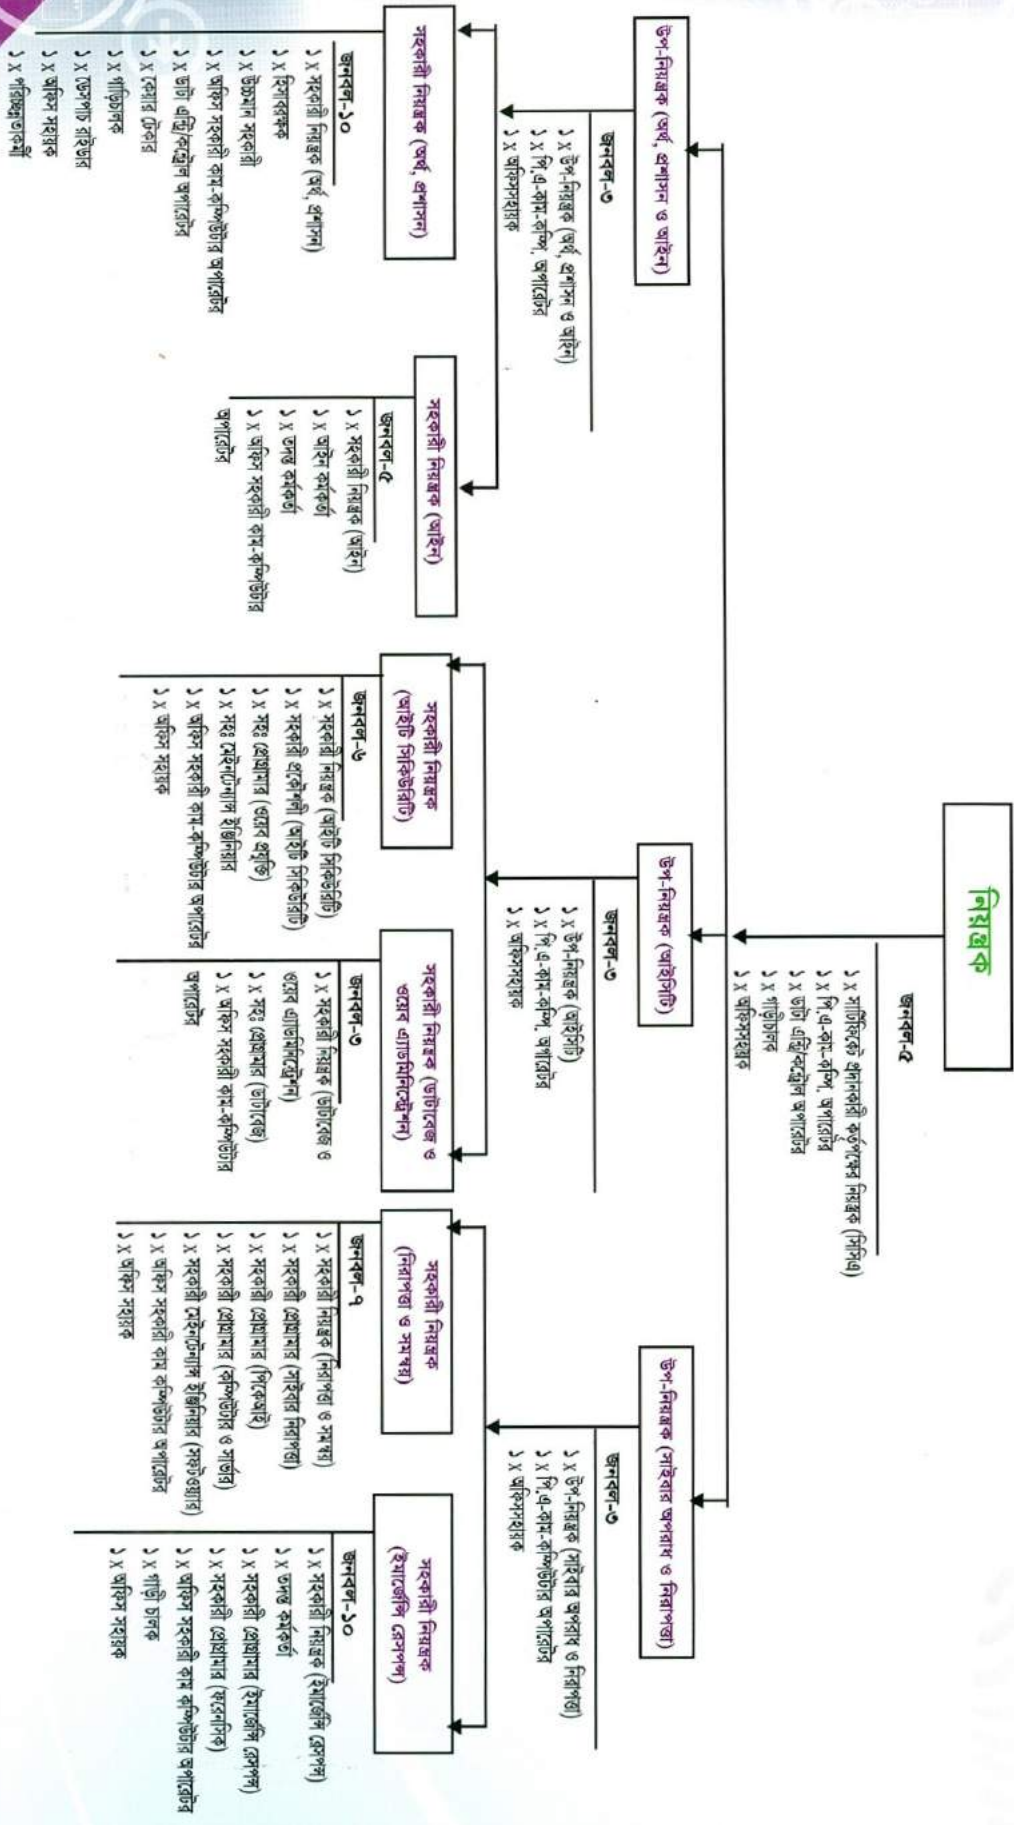 নিয়ন্ত্রক
জনবল-৫
১ x সার্টিফিকেট প্রদানকারী কর্তৃপক্ষের নিয়ন্ত্রক (সিসিএ)
১ x পি.এ-কাম-কম্পি. অপারেটর
১ x ডাটা এন্ট্রি/কন্ট্রোল অপারেটর
১ x গাড়ীচালক
১ x অফিসসহায়ক
উপ-নিয়ন্ত্রক (অর্থ, প্রশাসন ও আইন)
জনবল-৩
১ x উপ-নিয়ন্ত্রক (অর্থ, প্রশাসন ও আইন)
১ x পি.এ-কাম-কম্পি. অপারেটর
১ x অফিসসহায়ক
উপ-নিয়ন্ত্রক (আইসিটি)
জনবল-৩
১ x উপ-নিয়ন্ত্রক (আইসিটি)
১ x পি.এ-কাম-কম্পি. অপারেটর
১ x অফিসসহায়ক
উপ-নিয়ন্ত্রক (সাইবার অপরাধ ও নিরাপত্তা)
জনবল-৩
১ x উপ-নিয়ন্ত্রক (সাইবার অপরাধ ও নিরাপত্তা)
১ x পি.এ-কাম-কম্পিউটার অপারেটর
১ x অফিসসহায়ক
সহকারী নিয়ন্ত্রক (অর্থ, প্রশাসন)
জনবল-১০
১ x সহকারী নিয়ন্ত্রক (অর্থ, প্রশাসন)
১ x হিসাবরক্ষক
১ x উচ্চমান সহকারী
১ x অফিস সহকারী কাম-কম্পিউটার অপারেটর
১ x ডাটা এন্ট্রি/কন্ট্রোল অপারেটর
১ x কেয়ার টেকার
১ x গাড়িচালক
১ x ডেসপাচ রাইডার
১ x অফিস সহায়ক
১ x পরিচ্ছন্নতাকর্মী
সহকারী নিয়ন্ত্রক (আইন)
জনবল-৫
১ x সহকারী নিয়ন্ত্রক (আইন)
১ x আইন কর্মকর্তা
১ x তদন্ত কর্মকর্তা
১ x অফিস সহকারী কাম-কম্পিউটার
অপারেটর
সহকারী নিয়ন্ত্রক
(আইটি সিকিউরিটি)
জনবল-৬
১ x সহকারী নিয়ন্ত্রক (আইটি সিকিউরিটি)
১ x সহকারী প্রকৌশলী (আইটি সিকিউরিটি)
১ x সহঃ প্রোগ্রামার (ওয়েব প্রযুক্তি)
১ x সহঃ মেইনটেন্যান্স ইঞ্জিনিয়ার
১ x অফিস সহকারী কাম-কম্পিউটার অপারেটর
১ x অফিস সহায়ক
সহকারী নিয়ন্ত্রক (ডাটাবেজ ও
ওয়েব এ্যাডমিনিস্ট্রেশন)
জনবল-৩
১ x সহকারী নিয়ন্ত্রক (ডাটাবেজ ও
ওয়েব এ্যাডমিনিস্ট্রেশন)
১ x সহঃ প্রোগ্রামার (ডাটাবেজ)
১ x অফিস সহকারী কাম-কম্পিউটার
অপারেটর
সহকারী নিয়ন্ত্রক
(নিরাপত্তা ও সমন্বয়)
জনবল-৭
১ x সহকারী নিয়ন্ত্রক (নিরাপত্তা ও সমন্বয়)
১ x সহকারী প্রোগ্রামার (সাইবার নিরাপত্তা)
১ x সহকারী প্রোগ্রামার (পিকেআই)
১ x সহকারী প্রোগ্রামার (কম্পিউটার ও সার্ভার)
১ x সহকারী মেইনটেন্যান্স ইঞ্জিনিয়ার (সফটওয়্যার)
১ x অফিস সহকারী কাম কম্পিউটার অপারেটর
১ x অফিস সহায়ক
সহকারী নিয়ন্ত্রক
(ইমার্জেন্সি রেসপন্স)
জনবল-১০
১ x সহকারী নিয়ন্ত্রক (ইমার্জেন্সি রেসপন্স)
১ x তদন্ত কর্মকর্তা
১ x সহকারী প্রোগ্রামার (ইমার্জেন্সি রেসপন্স)
১ x সহকারী প্রোগ্রামার (ফরেনসিক)
১ x অফিস সহকারী কাম কম্পিউটার অপারেটর
১ x গাড়ী চালক
১ x অফিস সহায়ক